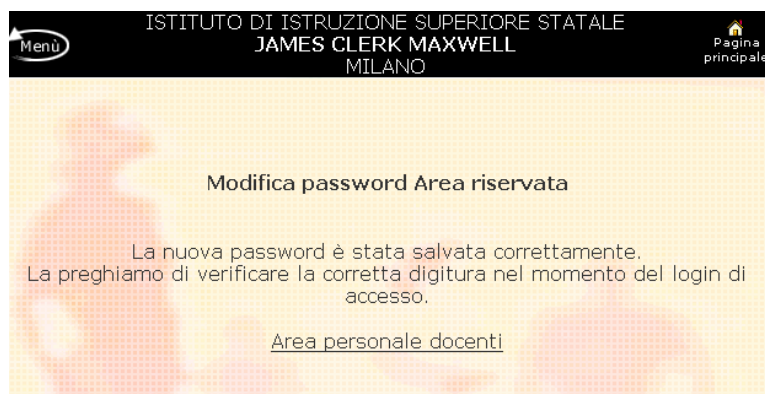 Menù
ISTITUTO DI ISTRUZIONE SUPERIORE STATALE
JAMES CLERK MAXWELL
MILANO
Pagina
principale
Modifica password Area riservata
La nuova password è stata salvata correttamente.
La preghiamo di verificare la corretta digitura nel momento del login di
accesso.
Area personale docenti